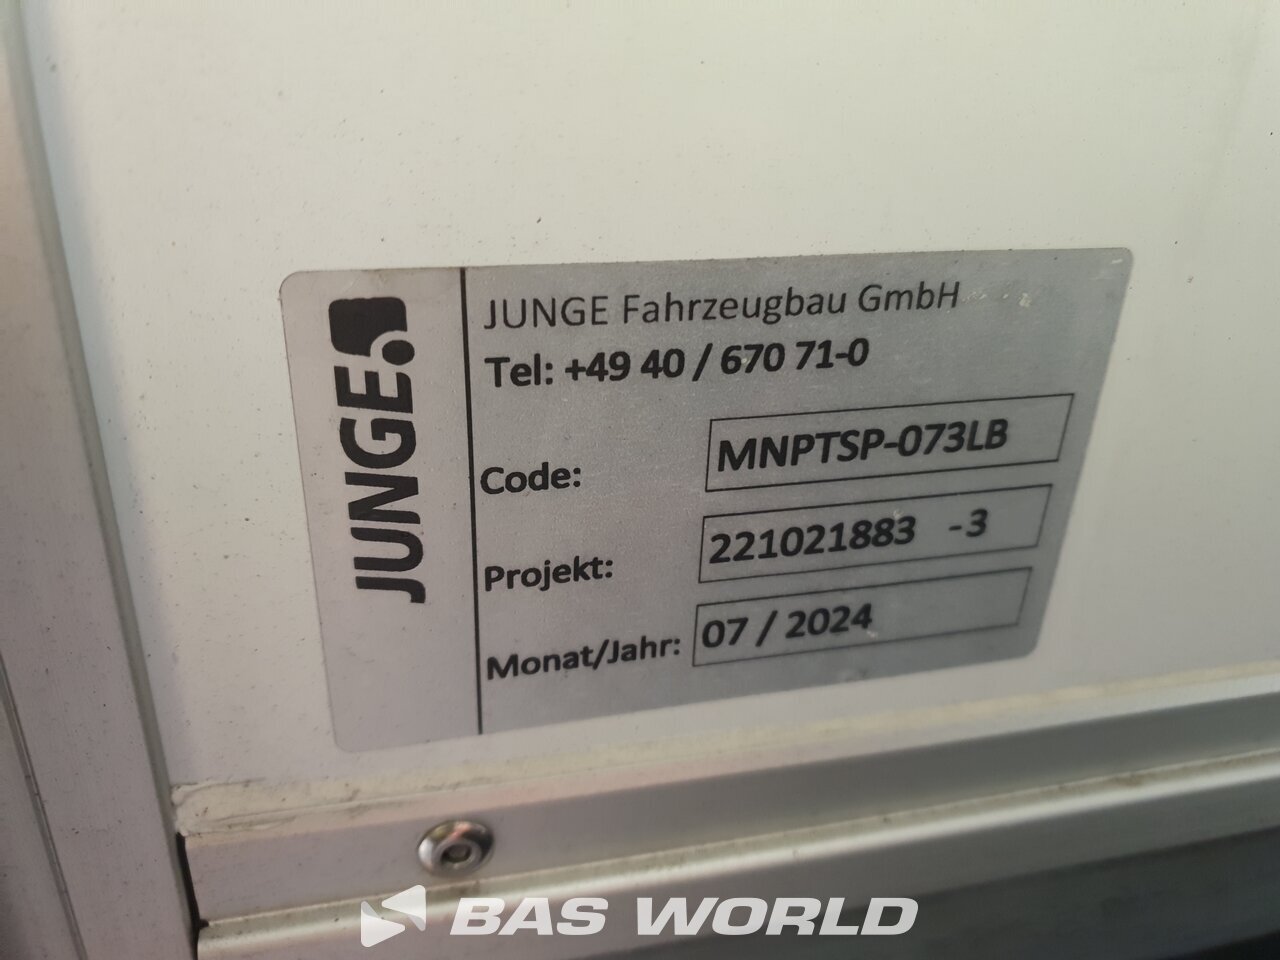 JUNGE.
JUNGE Fahrzeugbau GmbH
Tel: +49 40 / 670 71-0
Code: MNPTSP-073LB
Projekt: 221021883 -3
Monat/Jahr: 07 / 2024
BAS WORLD